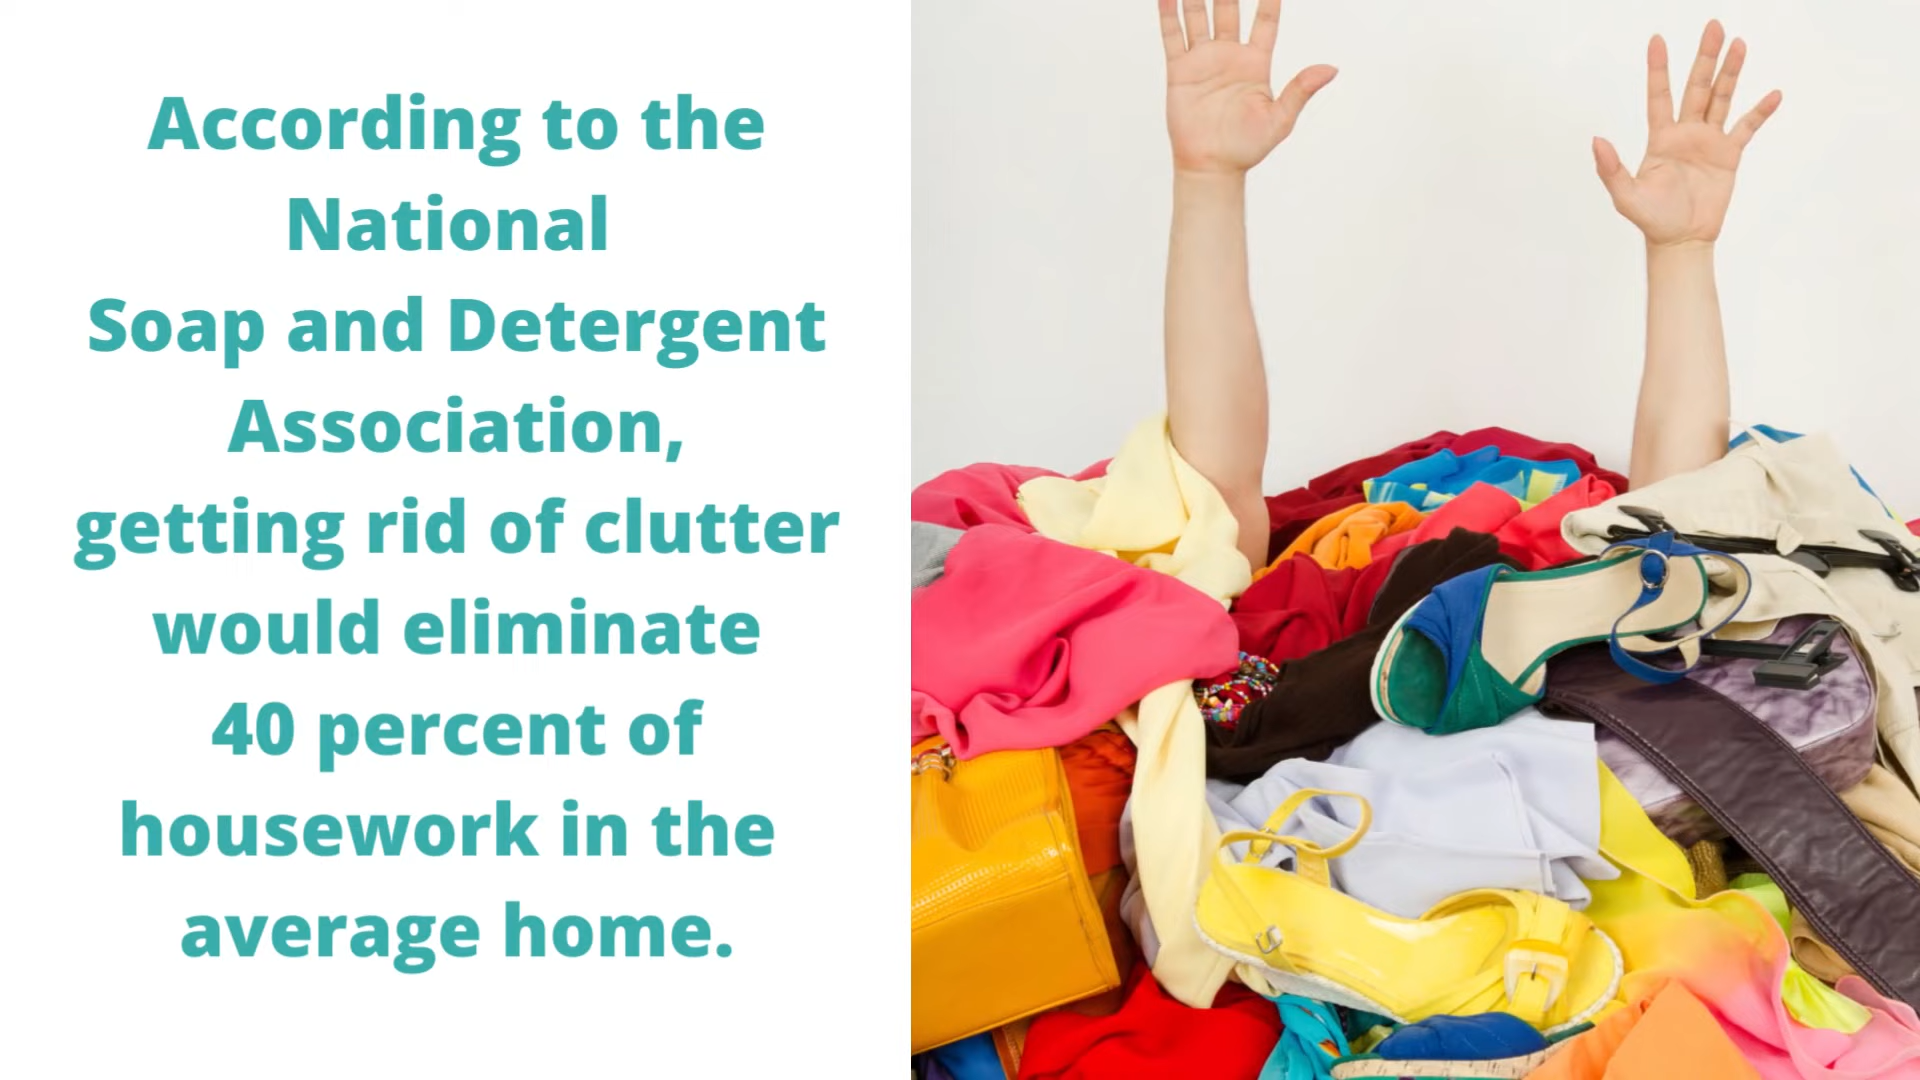 According to the
National
Soap and Detergent
Association,
getting rid of clutter
would eliminate
40 percent of
housework in the
average home.